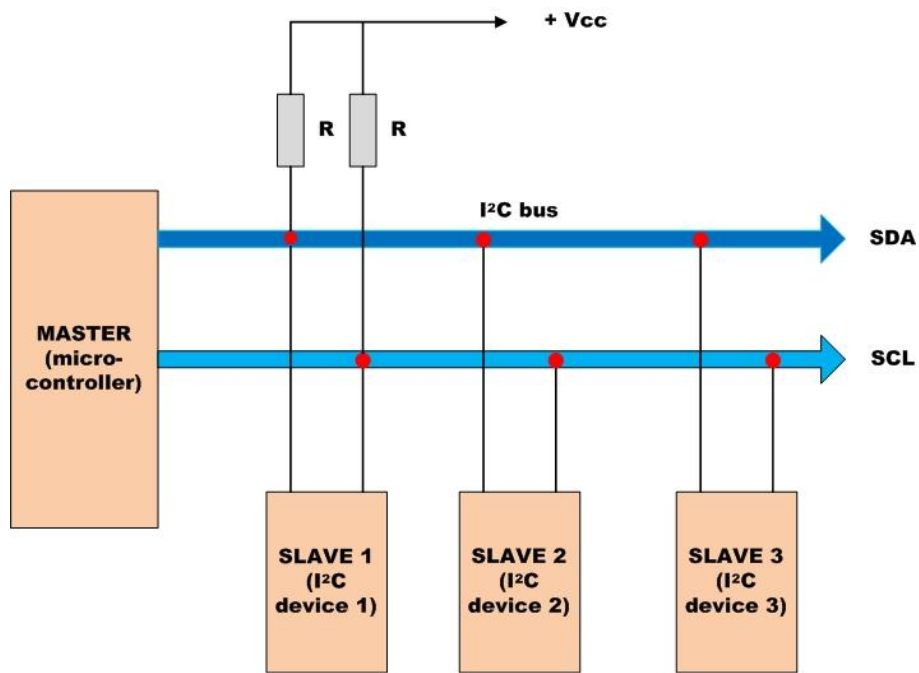 + Vcc
R
R
I²C bus
SDA
MASTER
(micro-
controller)
SCL
SLAVE 1
(I²C
device 1)
SLAVE 2
(I²C
device 2)
SLAVE 3
(I²C
device 3)